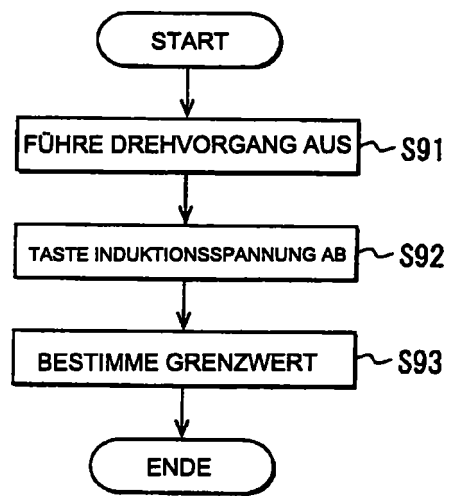 START
FÜHRE DREHVORGANG AUS S91
TASTE INDUKTIONSSPANNUNG AB S92
BESTIMME GRENZWERT S93
ENDE